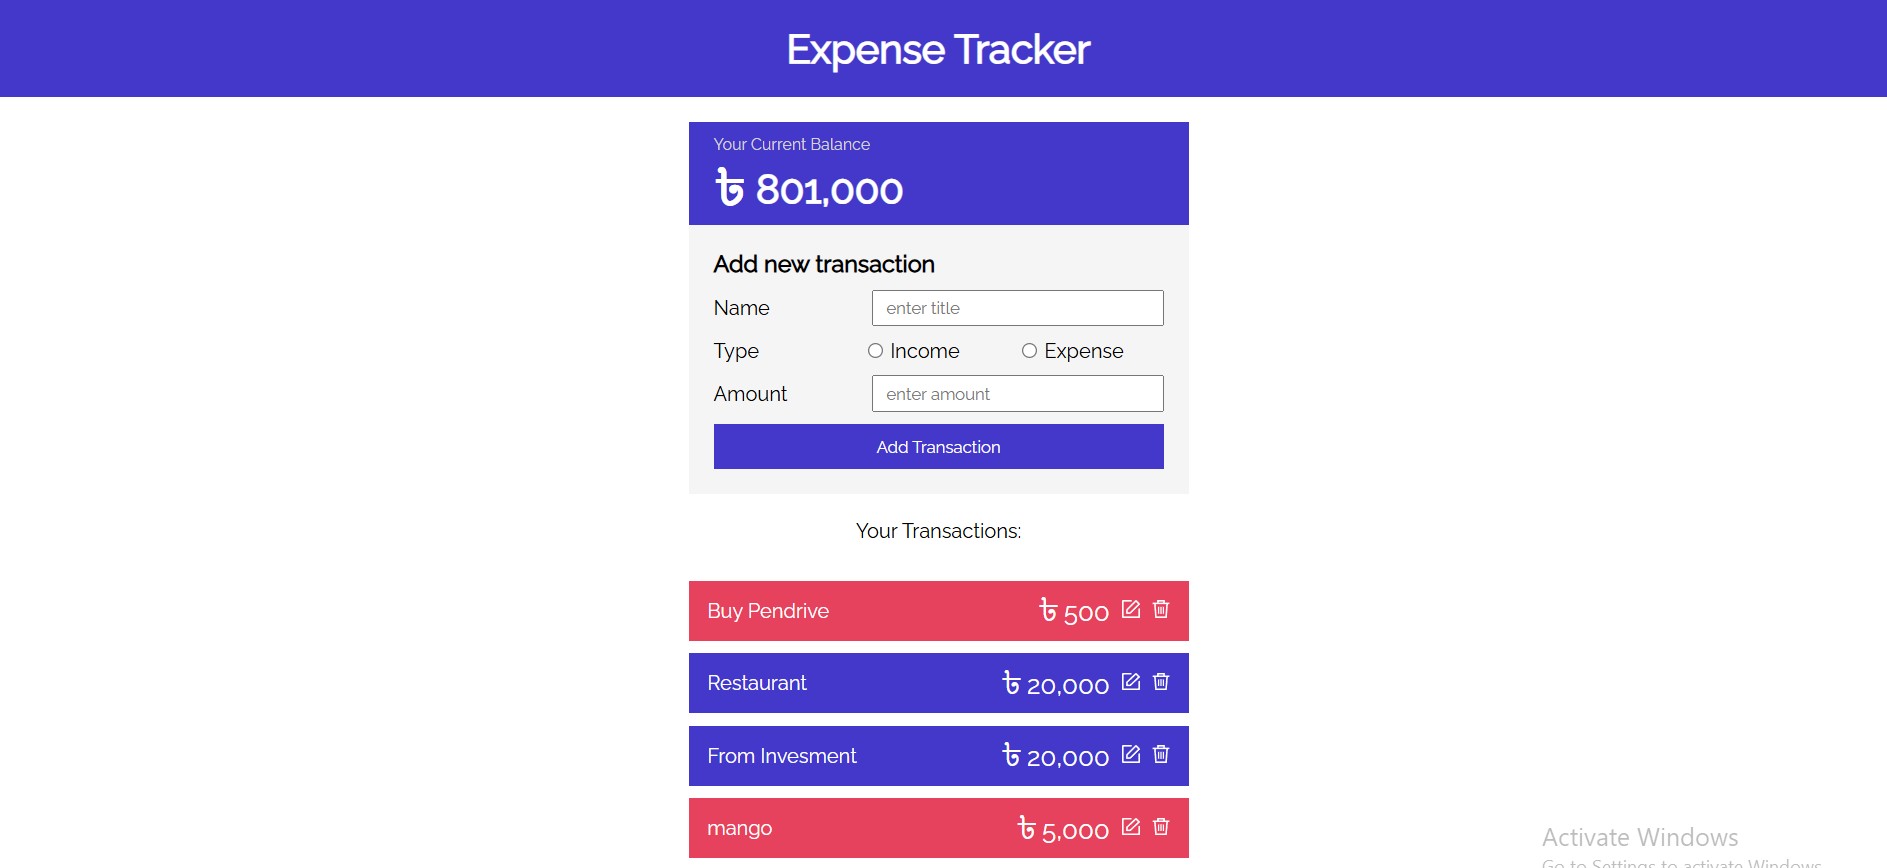 Expense Tracker
Your Current Balance
৳ 801,000
Add new transaction
Name enter title
Type Income Expense
Amount enter amount
Add Transaction
Your Transactions:
Buy Pendrive ৳ 500
Restaurant ৳ 20,000
From Invesment ৳ 20,000
mango ৳ 5,000
Activate Windows
Go to Settings to activate Windows.